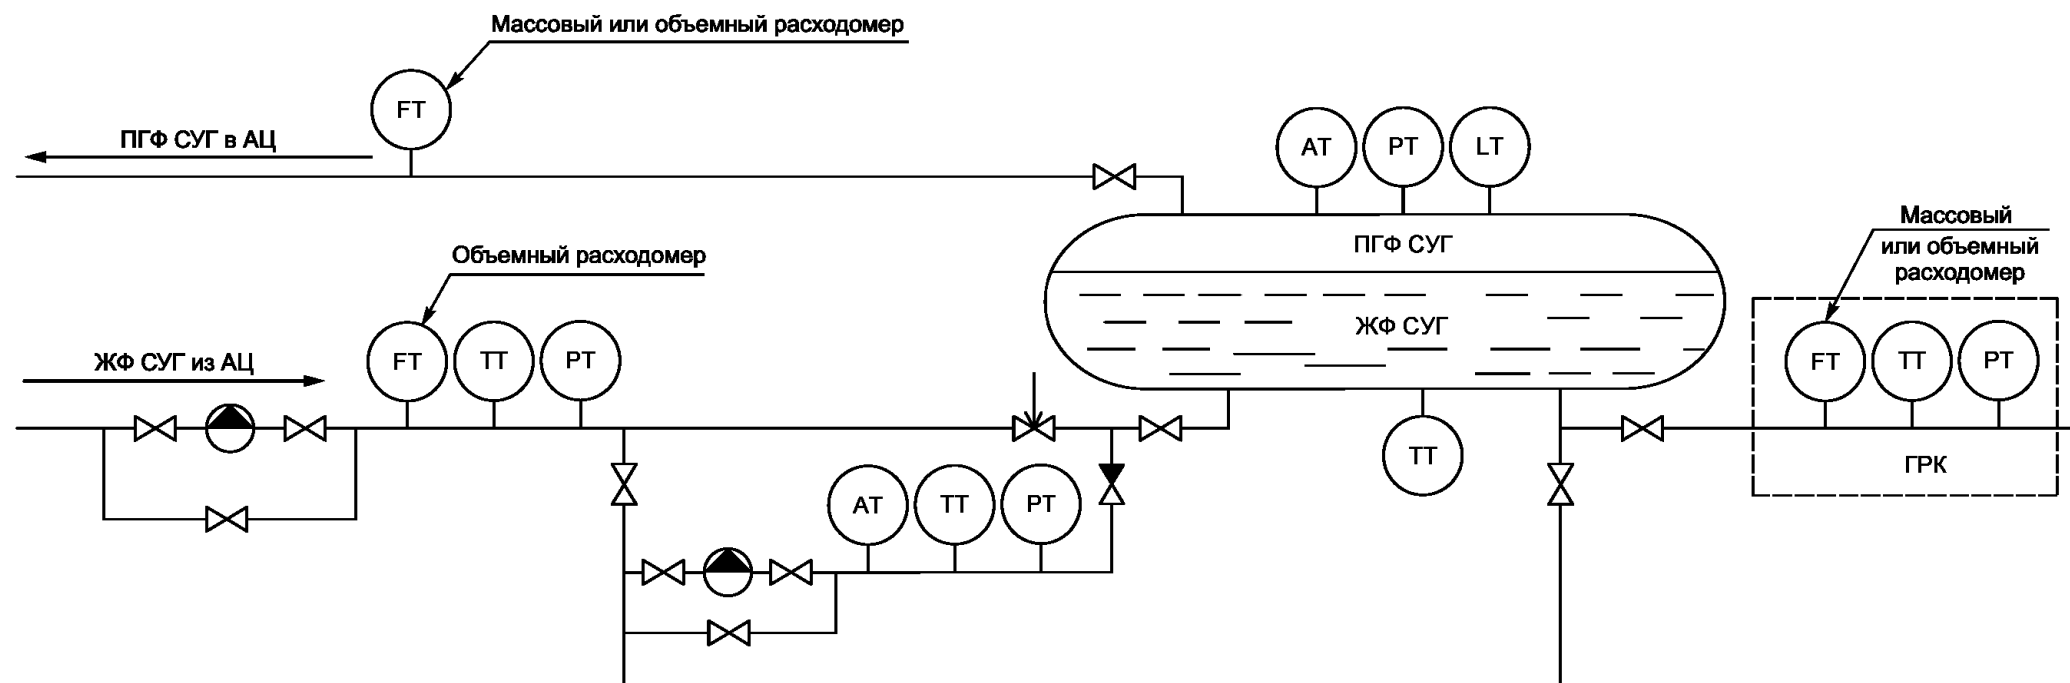 Массовый или объемный расходомер
FT
ПГФ СУГ в АЦ
AT PT LT
Массовый
или объемный
расходомер
ПГФ СУГ
Объемный расходомер
ЖФ СУГ
FT TT PT
FT TT PT
ЖФ СУГ из АЦ
TT
ГРК
AT TT PT